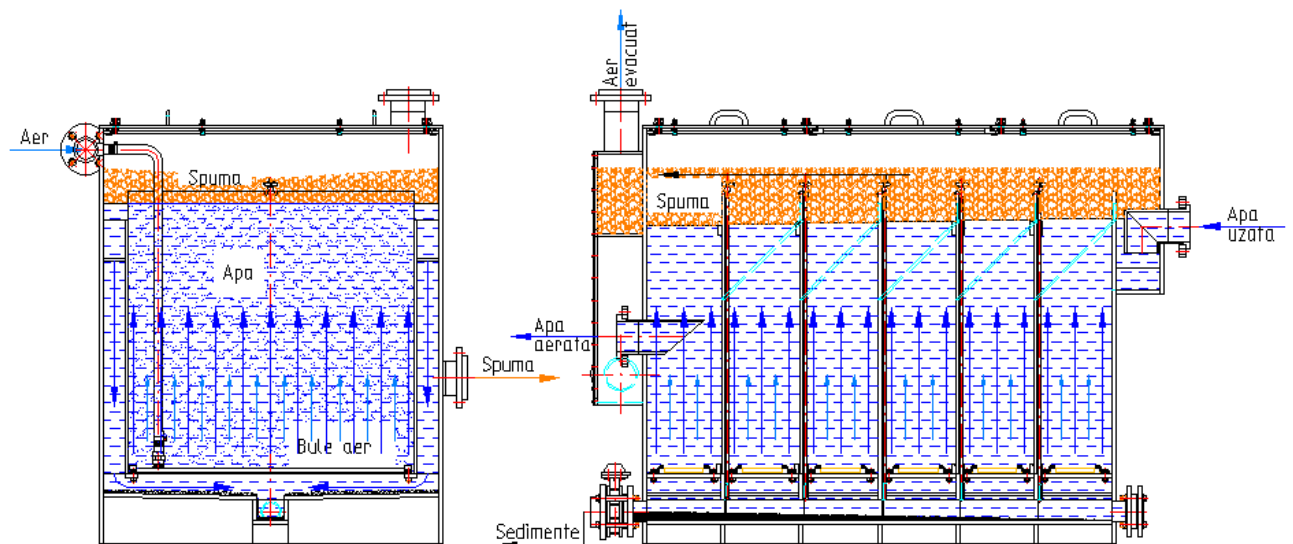 Aer
Spuma
Apa
Bule aer
Spuma
Aer
evacuat
Spuma
Apa
uzata
Apa
aerata
Sedimente